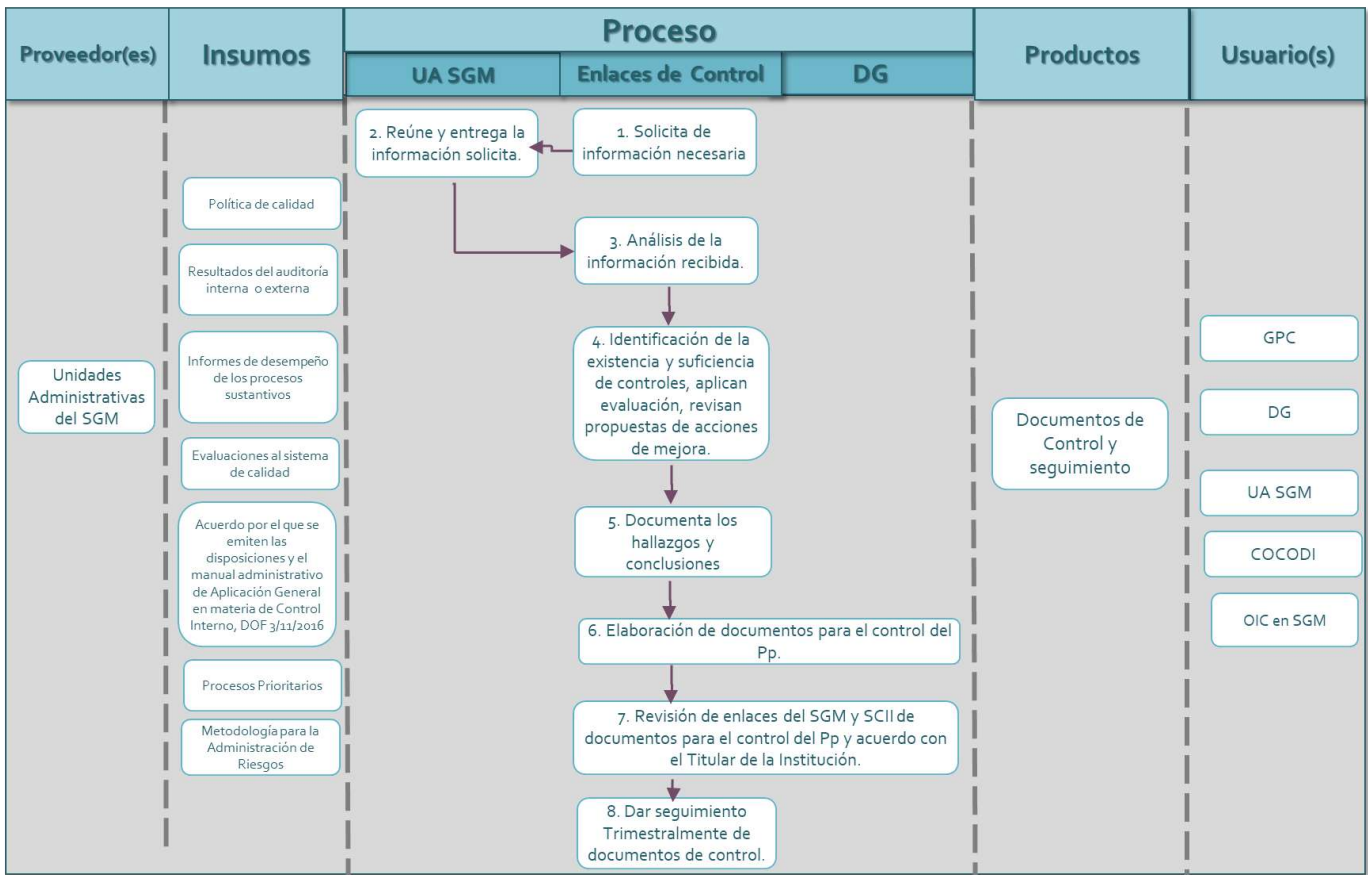 Proveedor(es)
Insumos
Proceso
UA SGM
Enlaces de Control
DG
Productos
Usuario(s)
Unidades
Administrativas
del SGM
Política de calidad
Resultados del auditoría
interna o externa
Informes de desempeño
de los procesos
sustantivos
Evaluaciones al sistema
de calidad
Acuerdo por el que se
emiten las
disposiciones y el
manual administrativo
de Aplicación General
en materia de Control
Interno, DOF 3/11/2016
Procesos Prioritarios
Metodología para la
Administración de
Riesgos
1. Solicita de
información necesaria
2. Reúne y entrega la
información solicita.
3. Análisis de la
información recibida.
4. Identificación de la
existencia y suficiencia
de controles, aplican
evaluación, revisan
propuestas de acciones
de mejora.
5. Documenta los
hallazgos y
conclusiones
6. Elaboración de documentos para el control del
Pp.
7. Revisión de enlaces del SGM y SCII de
documentos para el control del Pp y acuerdo con
el Titular de la Institución.
8. Dar seguimiento
Trimestralmente de
documentos de control.
Documentos de
Control y
seguimiento
GPC
DG
UA SGM
COCODI
OIC en SGM